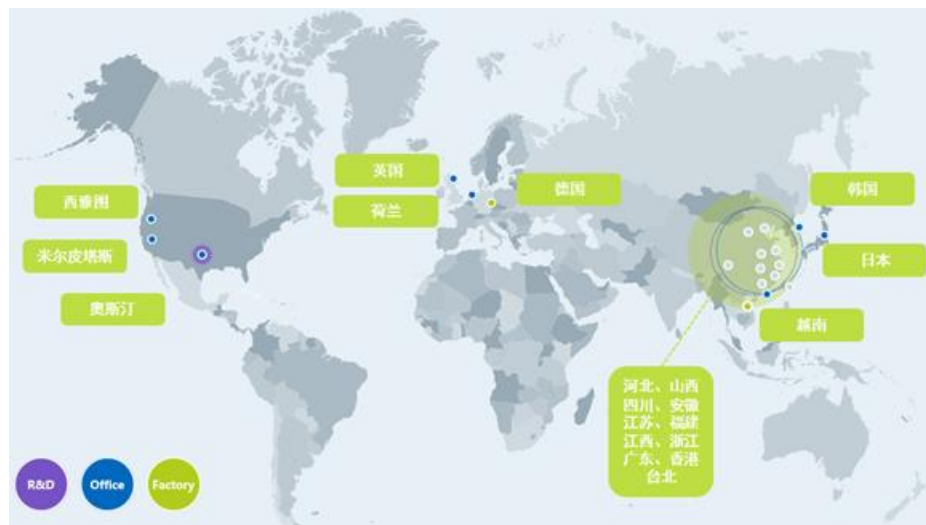 英国
德国
韩国
西雅图
荷兰
米尔皮塔斯
日本
奥斯汀
越南
河北、山西
四川、安徽
江苏、福建
江西、浙江
广东、香港
台北
R&D
Office
Factory